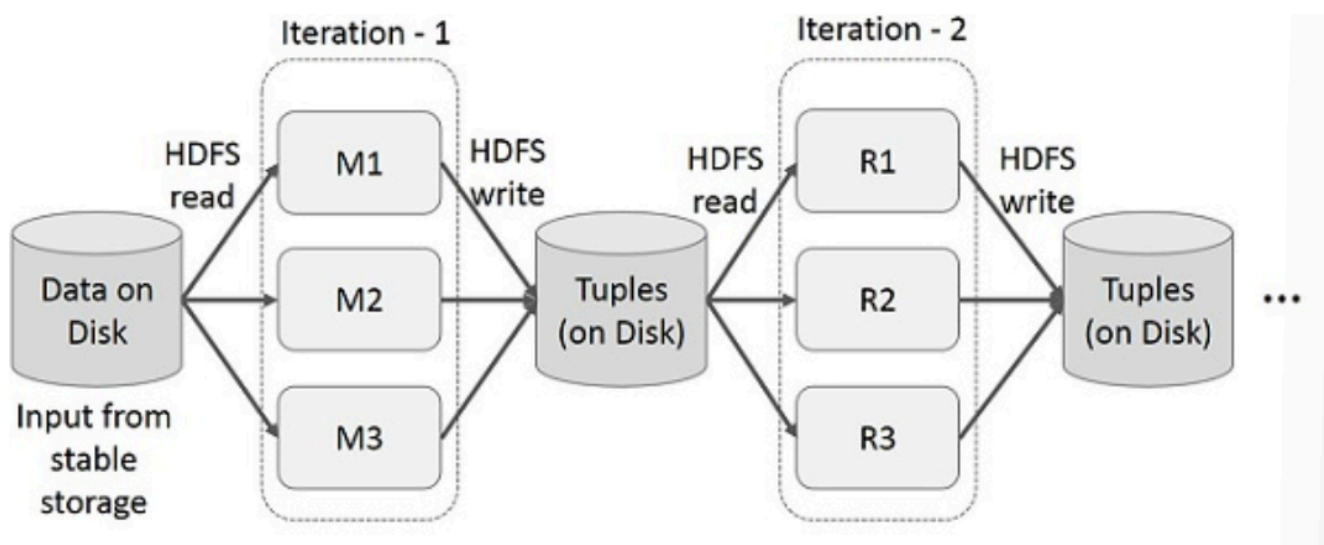 Iteration - 1
Iteration - 2
HDFS
read
M1
HDFS
write
HDFS
read
R1
HDFS
write
Data on
Disk
M2
Tuples
(on Disk)
R2
Tuples
(on Disk)
...
Input from
stable
storage
M3
R3